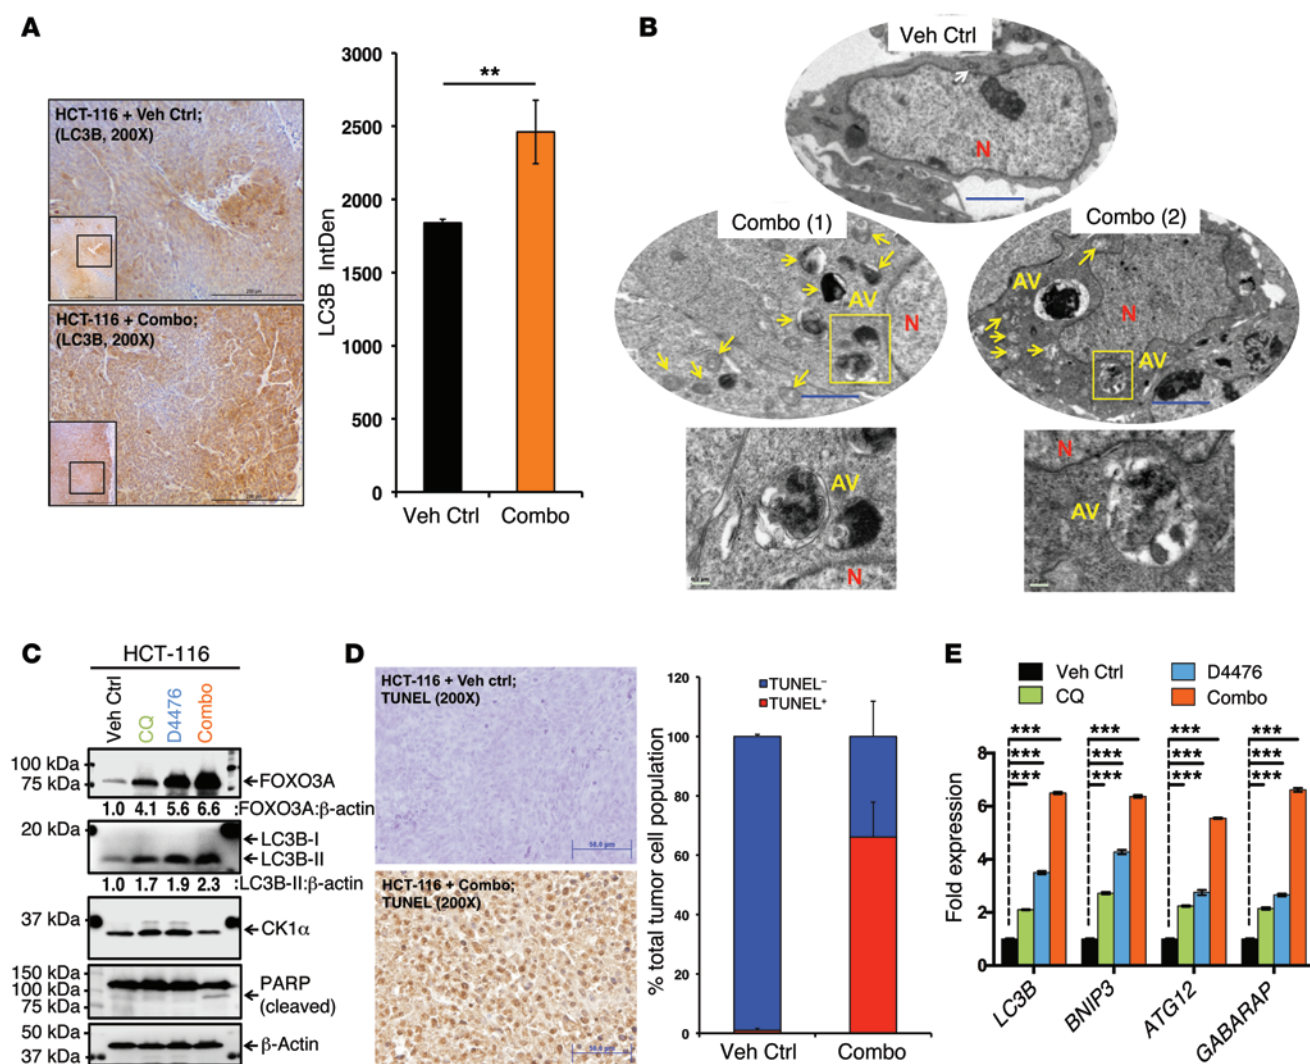 A
HCT-116 + Veh Ctrl;
(LC3B, 200X)
HCT-116 + Combo;
(LC3B, 200X)
LC3B IntDen
3000
2500
2000
1500
1000
500
0
**
Veh Ctrl
Combo
B
Veh Ctrl
N
Combo (1)
AV
N
Combo (2)
AV
N
AV
AV
N
N
AV
C
HCT-116
Veh Ctrl
CQ
D4476
Combo
100 kDa
75 kDa
FOXO3A
1.0 4.1 5.6 6.6 :FOXO3A:β-actin
20 kDa
LC3B-I
LC3B-II
1.0 1.7 1.9 2.3 :LC3B-II:β-actin
37 kDa
CK1α
150 kDa
100 kDa
75 kDa
PARP
(cleaved)
50 kDa
37 kDa
β-Actin
D
HCT-116 + Veh ctrl;
TUNEL (200X)
50.0 µm
HCT-116 + Combo;
TUNEL (200X)
50.0 µm
% total tumor cell population
120
100
80
60
40
20
0
TUNEL⁻
TUNEL⁺
Veh Ctrl
Combo
E
Veh Ctrl
CQ
D4476
Combo
Fold expression
8
6
4
2
0
*** *** *** ***
*** *** *** ***
*** *** *** ***
LC3B
BNIP3
ATG12
GABARAP